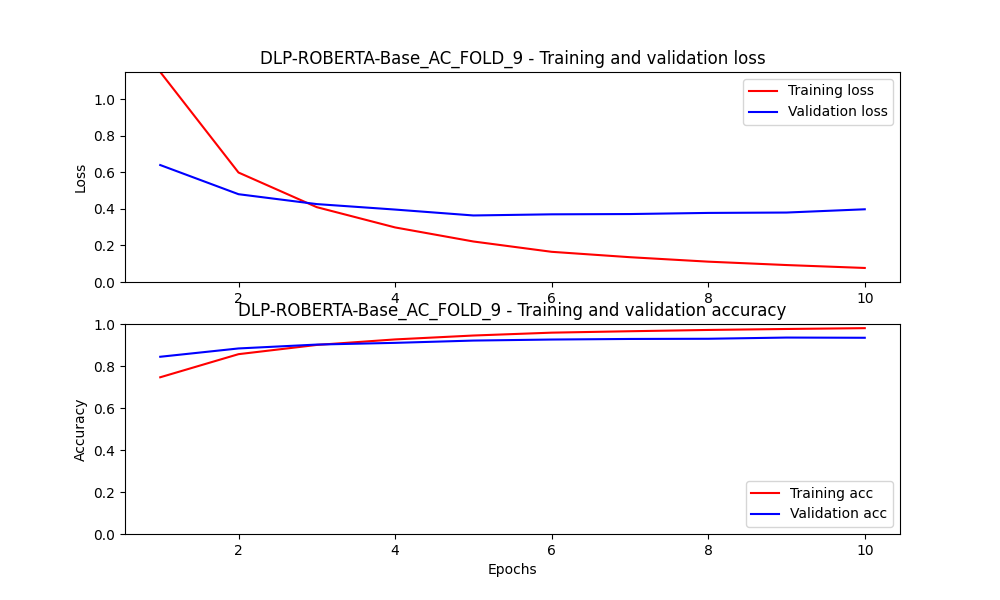 DLP-ROBERTA-Base_AC_FOLD_9 - Training and validation loss
Training loss
Validation loss
Loss
1.0
0.8
0.6
0.4
0.2
0.0
2 4 6 8 10
DLP-ROBERTA-Base_AC_FOLD_9 - Training and validation accuracy
Accuracy
1.0
0.8
0.6
0.4
0.2
0.0
Training acc
Validation acc
2 4 6 8 10
Epochs